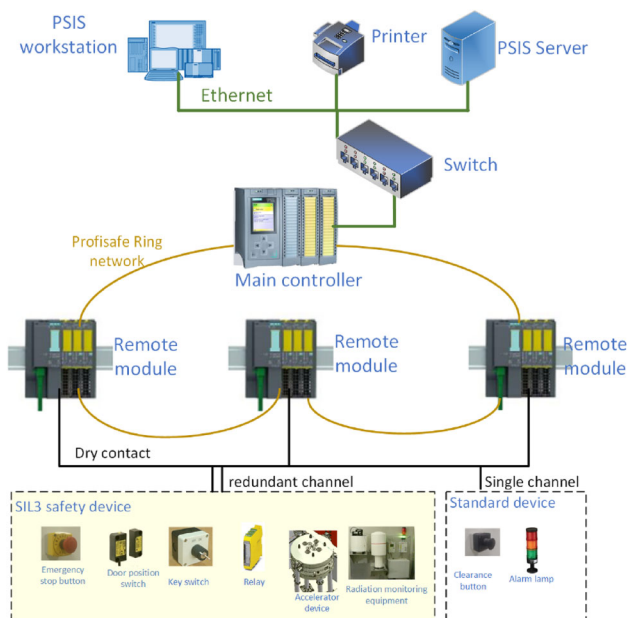 PSIS
workstation
Printer
PSIS Server
Ethernet
Switch
Profisafe Ring
network
Main controller
Remote
module
Remote
module
Remote
module
Dry contact
redundant channel
Single channel
SIL3 safety device
Standard device
Emergency
stop button
Door position
switch
Key switch
Relay
Accelerator
device
Radiation monitoring
equipment
Clearance
button
Alarm lamp